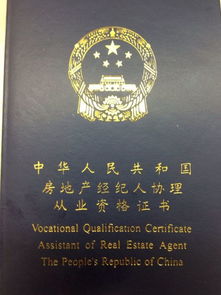 中华人民共和国
房地产经纪人协理
从业资格证书
Vocational Qualification Certificate
Assistant of Real Estate Agent
The People's Republic of China